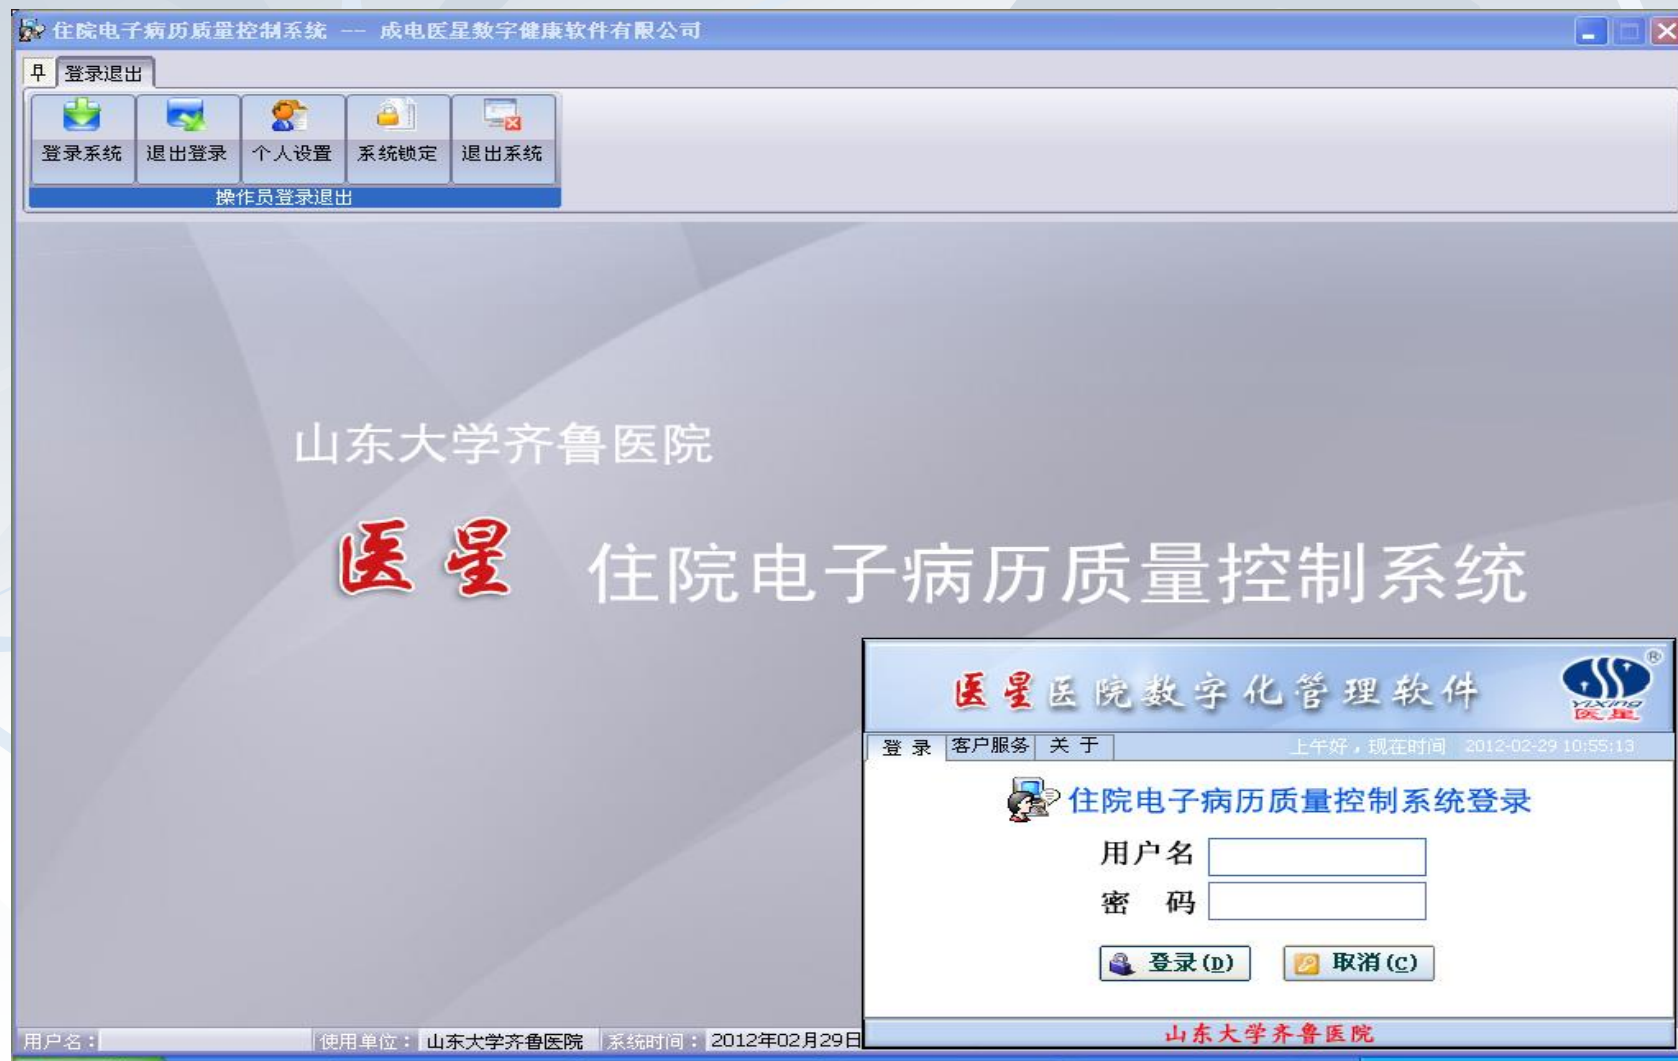 住院电子病历质量控制系统 -- 成电医星数字健康软件有限公司
登录退出
登录系统 退出登录 个人设置 系统锁定 退出系统
操作员登录退出
山东大学齐鲁医院
医星 住院电子病历质量控制系统
医星医院数字化管理软件
YIXing
医星
®
登 录 客户服务 关 于 上午好，现在时间 2012-02-29 10:55:13
住院电子病历质量控制系统登录
用户名
密 码
登录(D) 取消(C)
山东大学齐鲁医院
用户名： 使用单位： 山东大学齐鲁医院 系统时间： 2012年02月29日